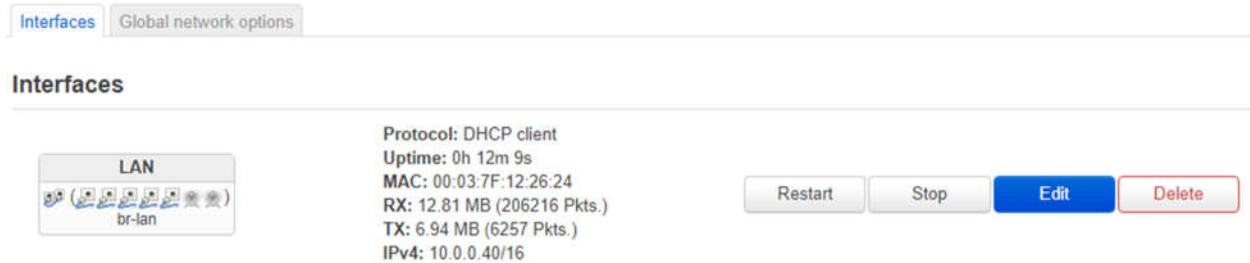 Interfaces Global network options
Interfaces
LAN
br-lan
Protocol: DHCP client
Uptime: 0h 12m 9s
MAC: 00:03:7F:12:26:24
RX: 12.81 MB (206216 Pkts.)
TX: 6.94 MB (6257 Pkts.)
IPv4: 10.0.0.40/16
Restart Stop Edit Delete